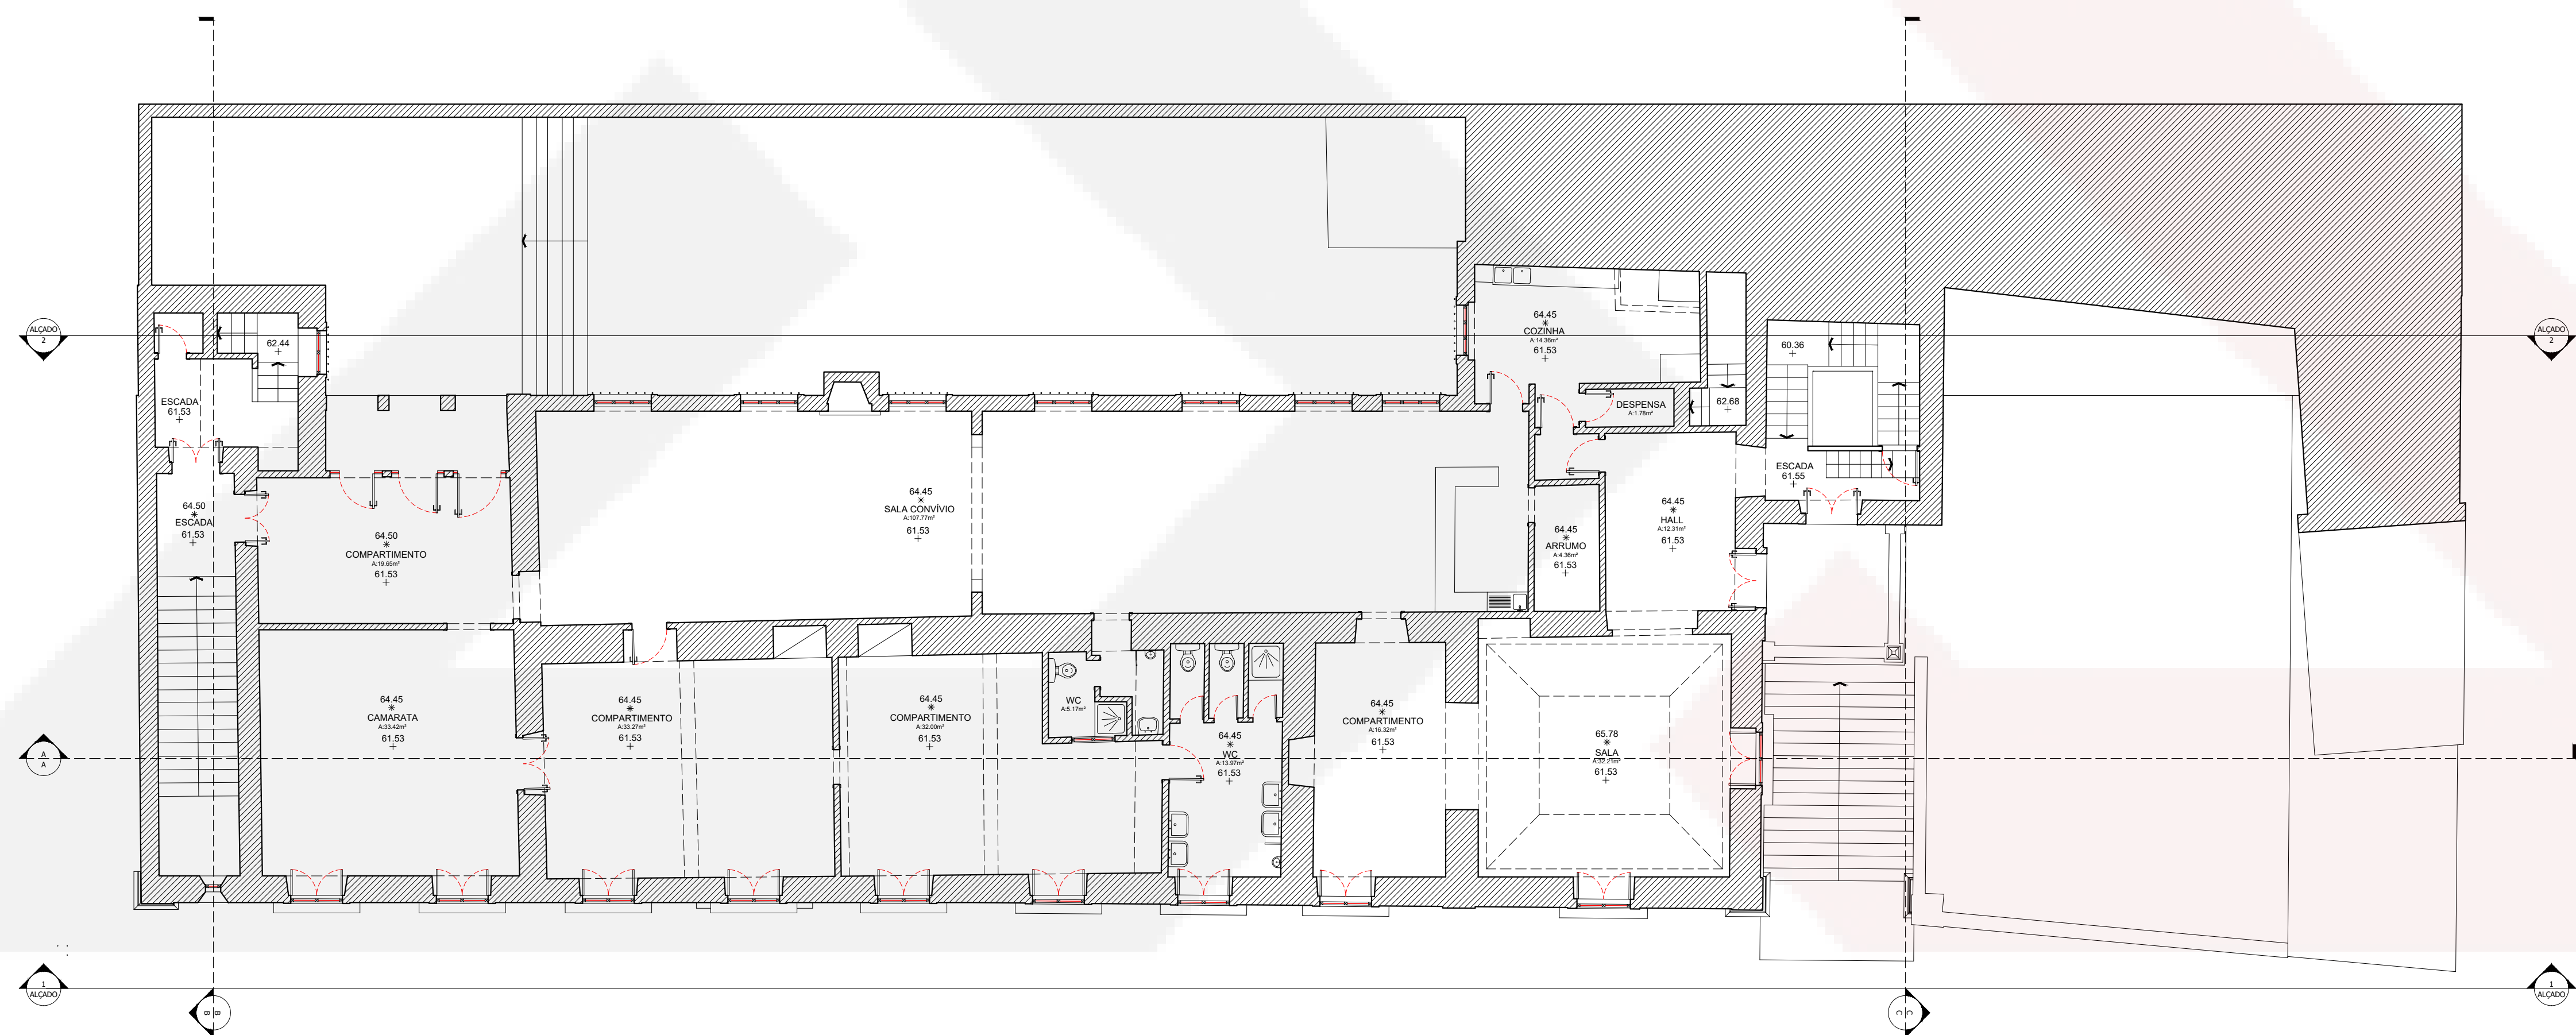 ALÇADO
2
ALÇADO
2
62.44
ESCADA
61.53
64.50
ESCADA
61.53
64.50
COMPARTIMENTO
A:19.65m²
61.53
64.45
SALA CONVÍVIO
A:107.77m²
61.53
64.45
COZINHA
A:14.36m²
61.53
DESPENSA
A:1.78m²
62.68
60.36
ESCADA
61.55
64.45
HALL
A:12.31m²
61.53
64.45
ARRUMO
A:4.36m²
61.53
64.45
CAMARATA
A:33.42m²
61.53
64.45
COMPARTIMENTO
A:33.27m²
61.53
64.45
COMPARTIMENTO
A:32.00m²
61.53
WC
A:5.17m²
64.45
WC
A:13.97m²
61.53
64.45
COMPARTIMENTO
A:16.32m²
61.53
65.78
SALA
A:32.21m²
61.53
A
A
1
ALÇADO
1
ALÇADO
B B
C C